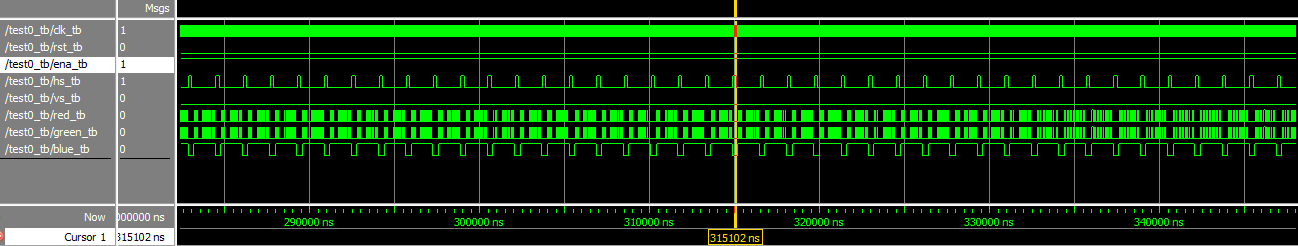 Msgs
/test0_tb/clk_tb 1
/test0_tb/rst_tb 0
/test0_tb/ena_tb 1
/test0_tb/hs_tb 1
/test0_tb/vs_tb 0
/test0_tb/red_tb 0
/test0_tb/green_tb 0
/test0_tb/blue_tb 0
Now 000000 ns 290000 ns 300000 ns 310000 ns 320000 ns 330000 ns 340000 ns
Cursor 1 315102 ns 315102 ns